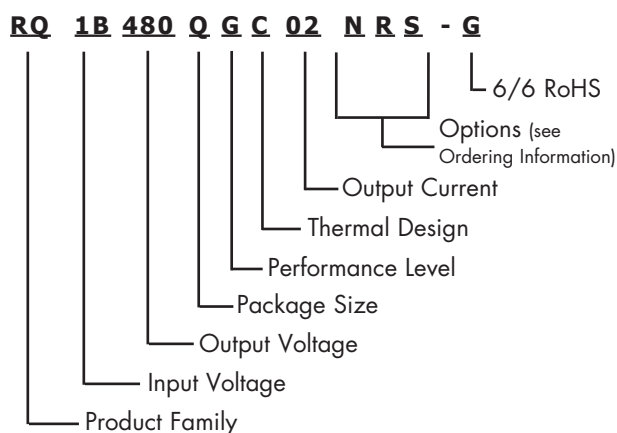 RQ 1B 480 Q G C 02 N R S - G
6/6 RoHS
Options (see
Ordering Information)
Output Current
Thermal Design
Performance Level
Package Size
Output Voltage
Input Voltage
Product Family